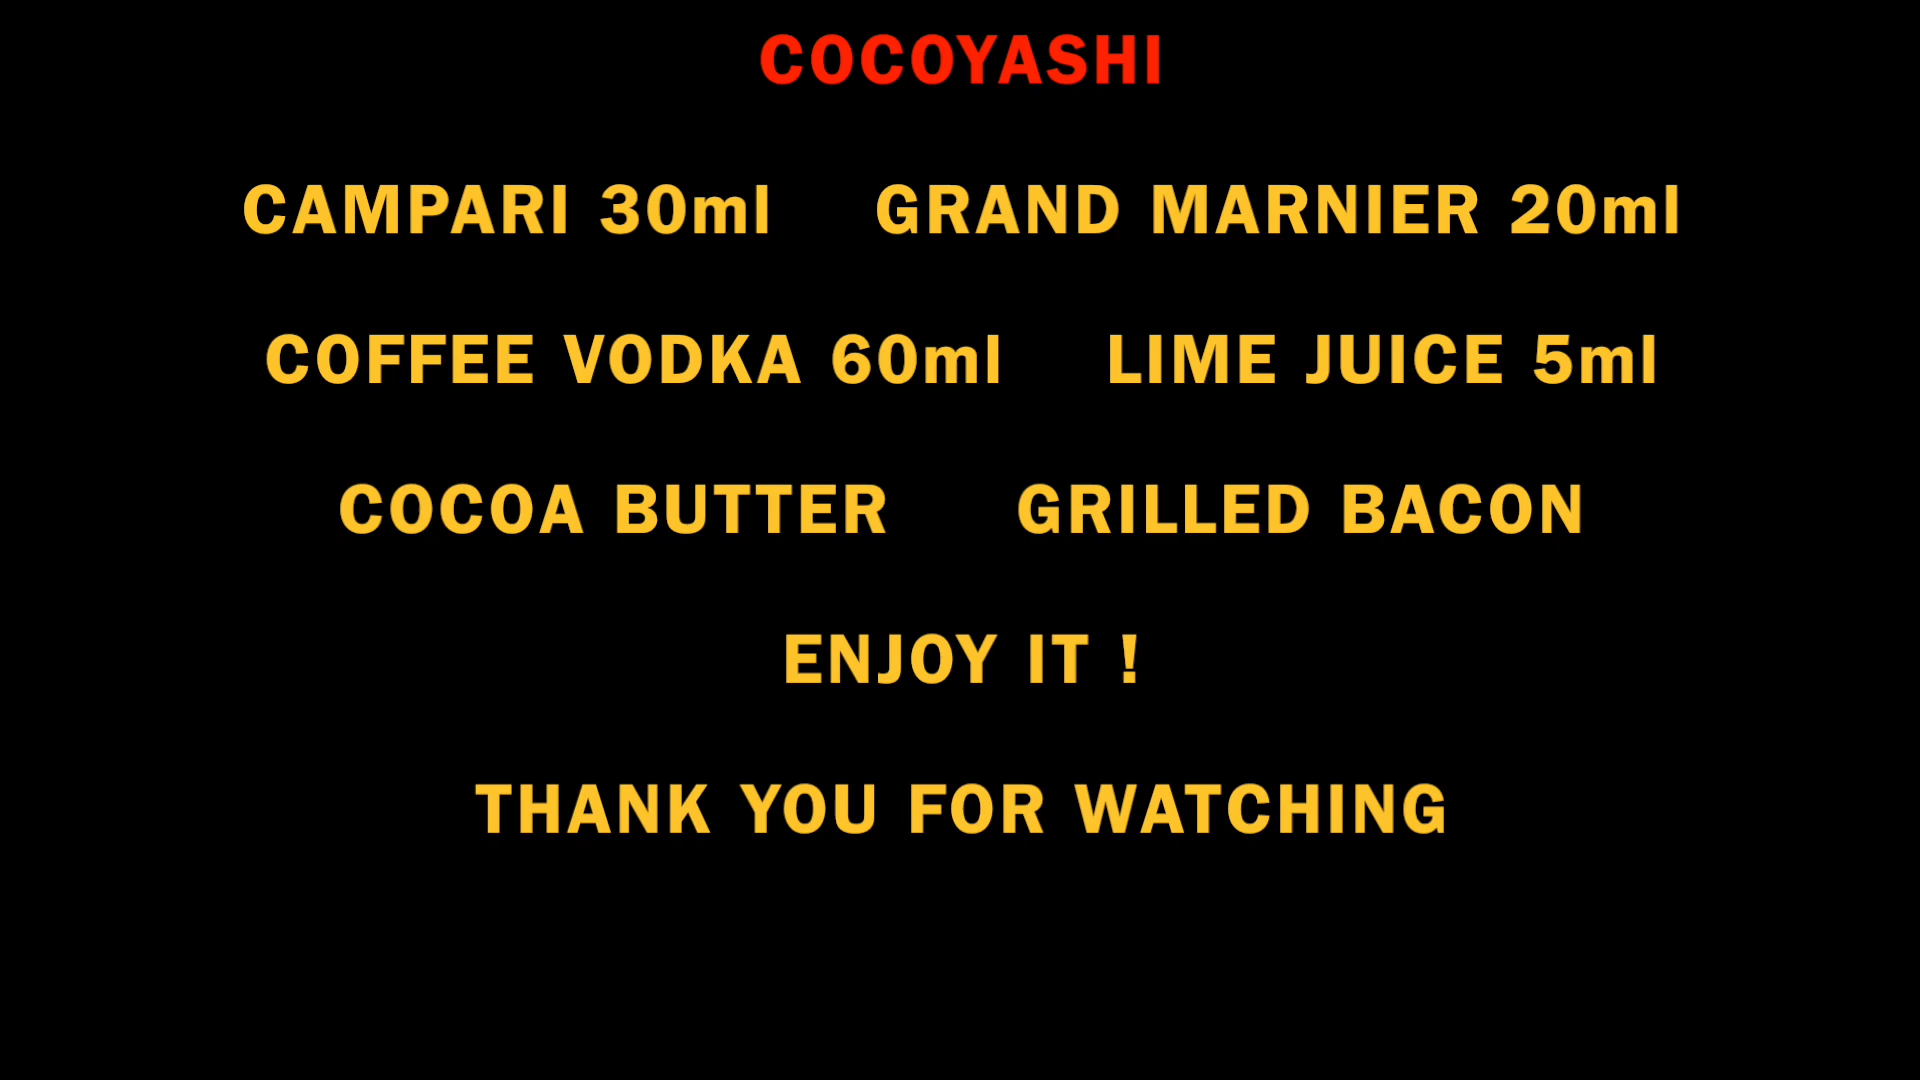 COCOYASHI
CAMPARI 30ml GRAND MARNIER 20ml
COFFEE VODKA 60ml LIME JUICE 5ml
COCOA BUTTER GRILLED BACON
ENJOY IT !
THANK YOU FOR WATCHING